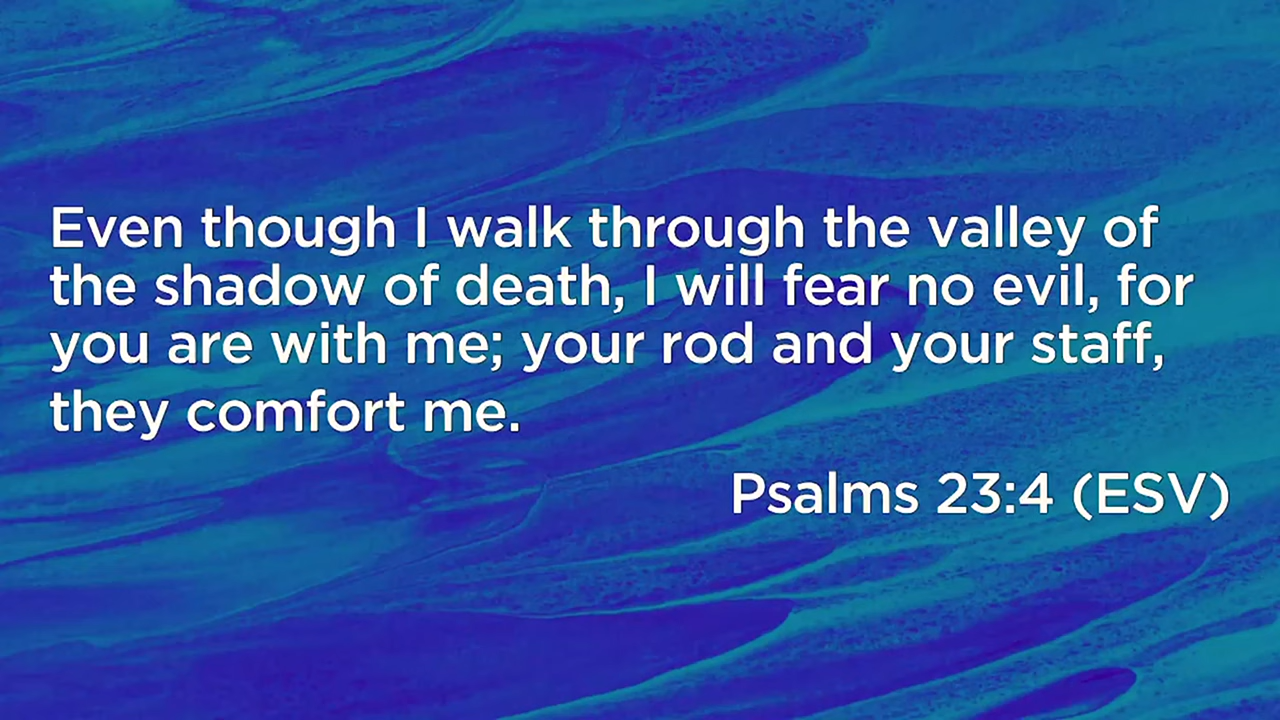 Even though I walk through the valley of
the shadow of death, I will fear no evil, for
you are with me; your rod and your staff,
they comfort me.
Psalms 23:4 (ESV)